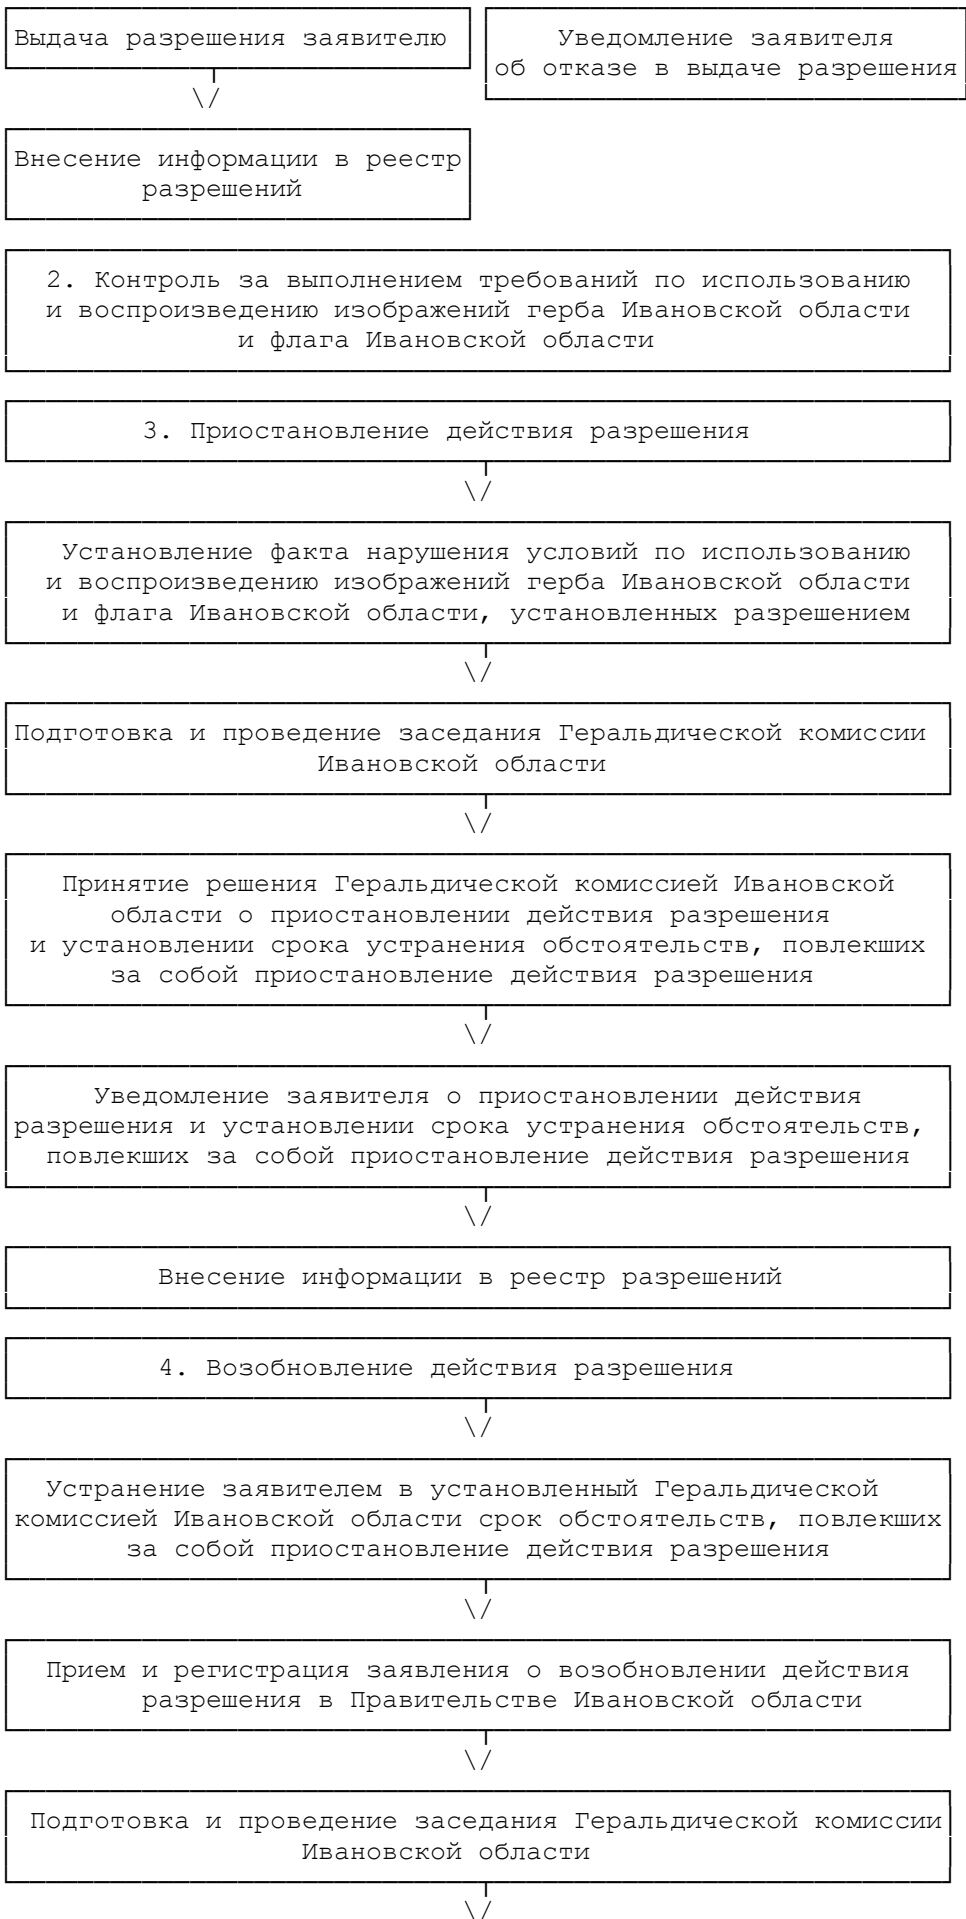 Выдача разрешения заявителю
Уведомление заявителя
об отказе в выдаче разрешения
\/
Внесение информации в реестр
разрешений
2. Контроль за выполнением требований по использованию
и воспроизведению изображений герба Ивановской области
и флага Ивановской области
3. Приостановление действия разрешения
\/
Установление факта нарушения условий по использованию
и воспроизведению изображений герба Ивановской области
и флага Ивановской области, установленных разрешением
\/
Подготовка и проведение заседания Геральдической комиссии
Ивановской области
\/
Принятие решения Геральдической комиссией Ивановской
области о приостановлении действия разрешения
и установлении срока устранения обстоятельств, повлекших
за собой приостановление действия разрешения
\/
Уведомление заявителя о приостановлении действия
разрешения и установлении срока устранения обстоятельств,
повлекших за собой приостановление действия разрешения
\/
Внесение информации в реестр разрешений
4. Возобновление действия разрешения
\/
Устранение заявителем в установленный Геральдической
комиссией Ивановской области срок обстоятельств, повлекших
за собой приостановление действия разрешения
\/
Прием и регистрация заявления о возобновлении действия
разрешения в Правительстве Ивановской области
\/
Подготовка и проведение заседания Геральдической комиссии
Ивановской области
\/